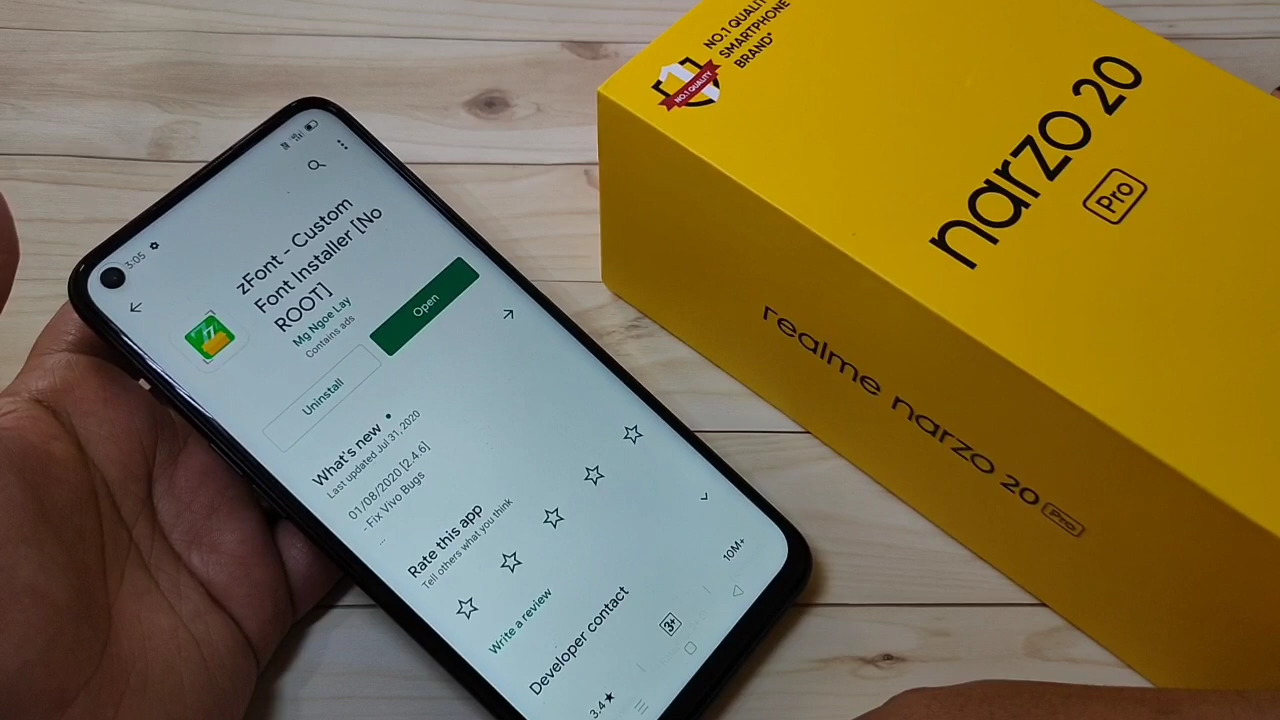 3:05
zFont - Custom
Font Installer [No
ROOT]
Mg Ngoe Lay
Contains ads
Uninstall
Open
What's new
Last updated Jul 31, 2020
01/08/2020 [2.4.6]
- Fix Vivo Bugs
...
Rate this app
Tell others what you think
Write a review
Developer contact
3.4★
3+
10M+
NO.1 QUALITY
NO.1 QUALITY
SMARTPHONE
BRAND*
narzo 20
Pro
realme narzo 20 Pro